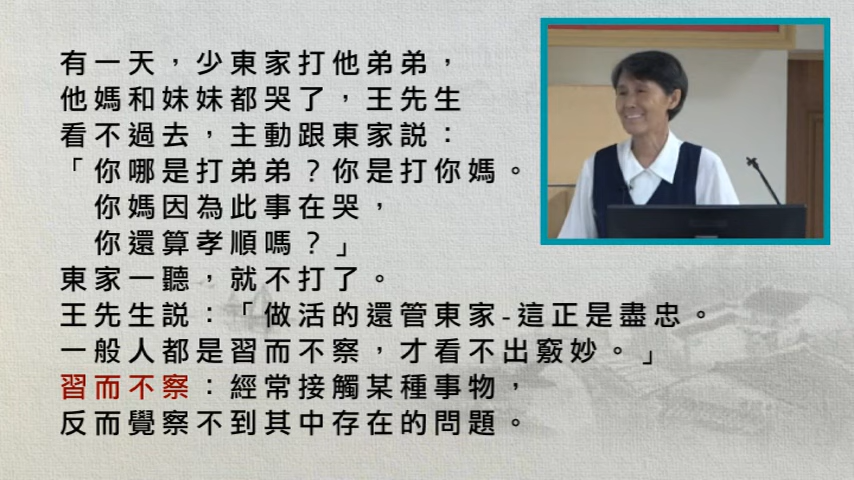 有一天，少東家打他弟弟，
他媽和妹妹都哭了，王先生
看不過去，主動跟東家說：
「你哪是打弟弟？你是打你媽。
你媽因為此事在哭，
你還算孝順嗎？」
東家一聽，就不打了。
王先生說：「做活的還管東家-這正是盡忠。
一般人都是習而不察，才看不出竅妙。」
習而不察：經常接觸某種事物，
反而覺察不到其中存在的問題。